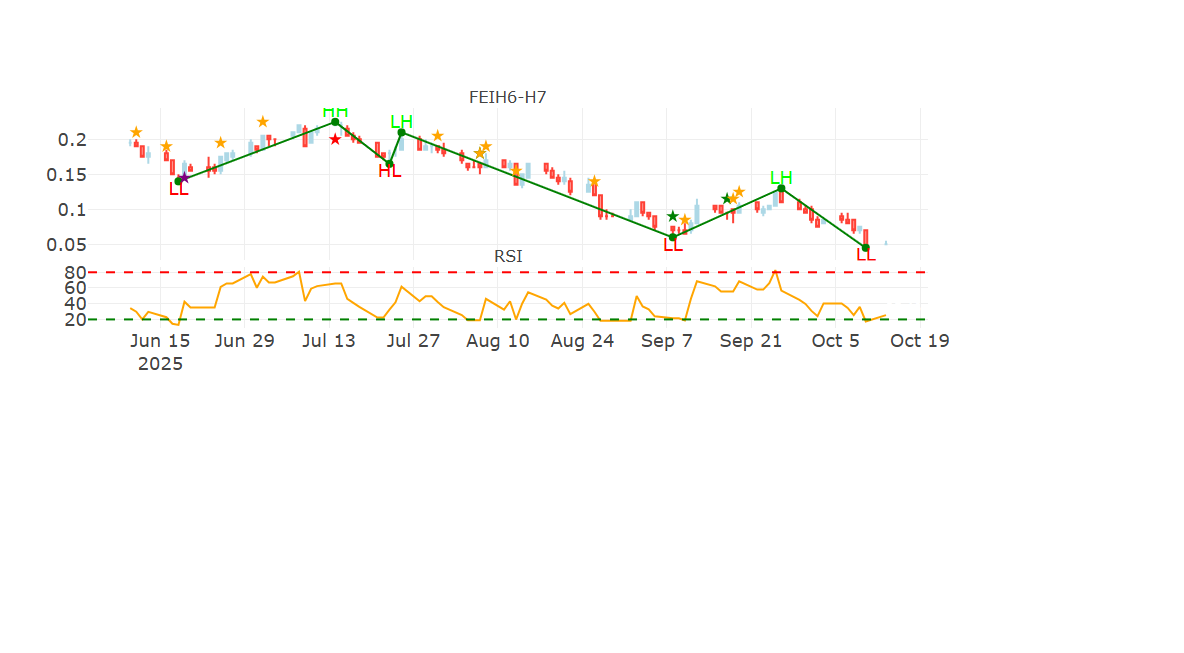 FEIH6-H7
HH
LH
0.2
HL
0.15
LL
LH
0.1
0.05
LL
LL
RSI
80
60
40
20
Jun 15 Jun 29 Jul 13 Jul 27 Aug 10 Aug 24 Sep 7 Sep 21 Oct 5 Oct 19
2025